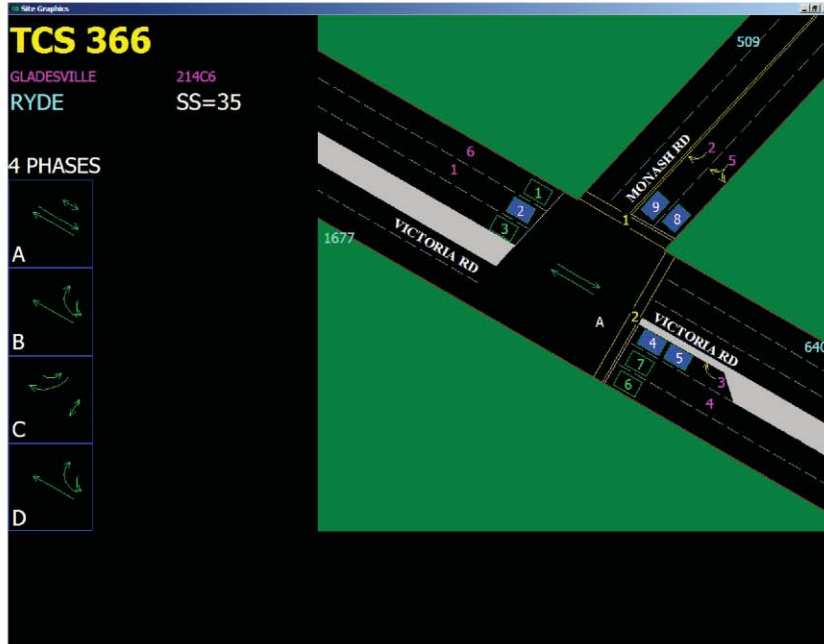 Site Graphics
TCS 366
GLADESVILLE 214C6
RYDE SS=35
4 PHASES
A
B
C
D
509
MONASH RD
2
5
6
1
1
2
3
9
8
1
1677
VICTORIA RD
A
2
VICTORIA RD
640
4
5
3
7
6
4